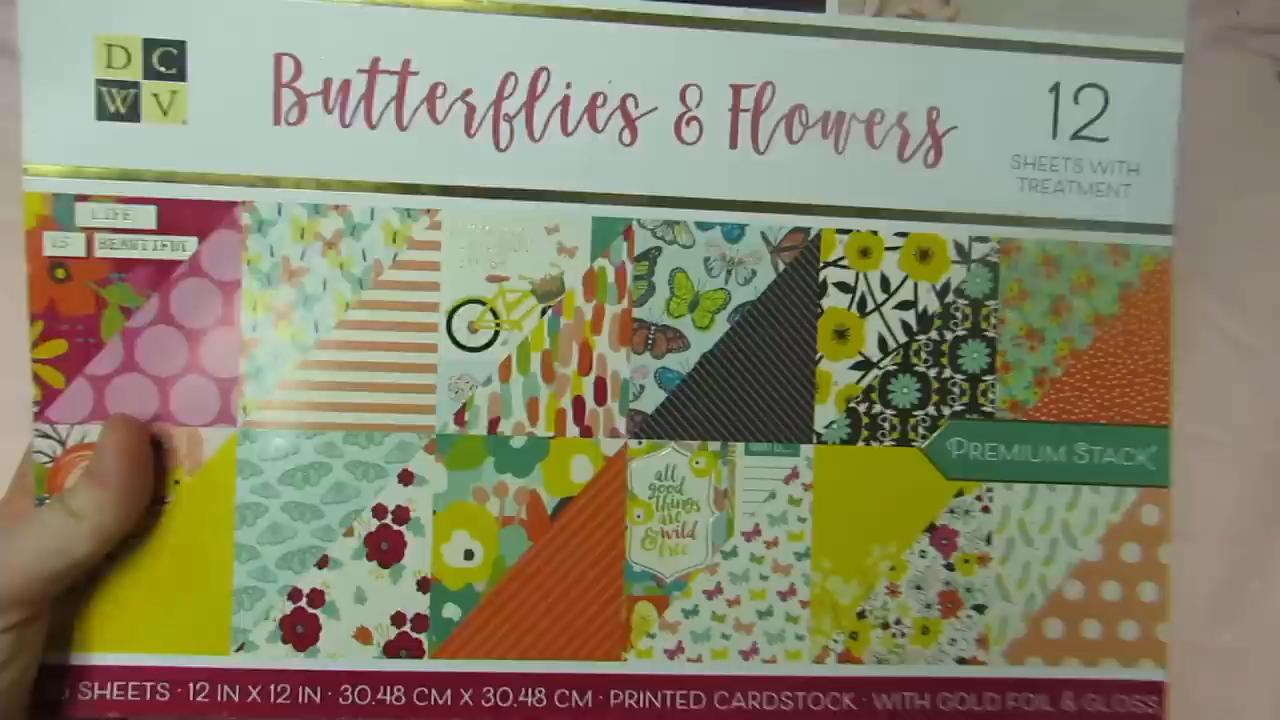 D C
W V
Butterflies & Flowers
12
SHEETS WITH
TREATMENT
LIFE
IS BEAUTIFUL
PREMIUM STACK
all
good
things
are
wild
& free
SHEETS · 12 IN X 12 IN · 30.48 CM X 30.48 CM · PRINTED CARDSTOCK · WITH GOLD FOIL & GLOSS